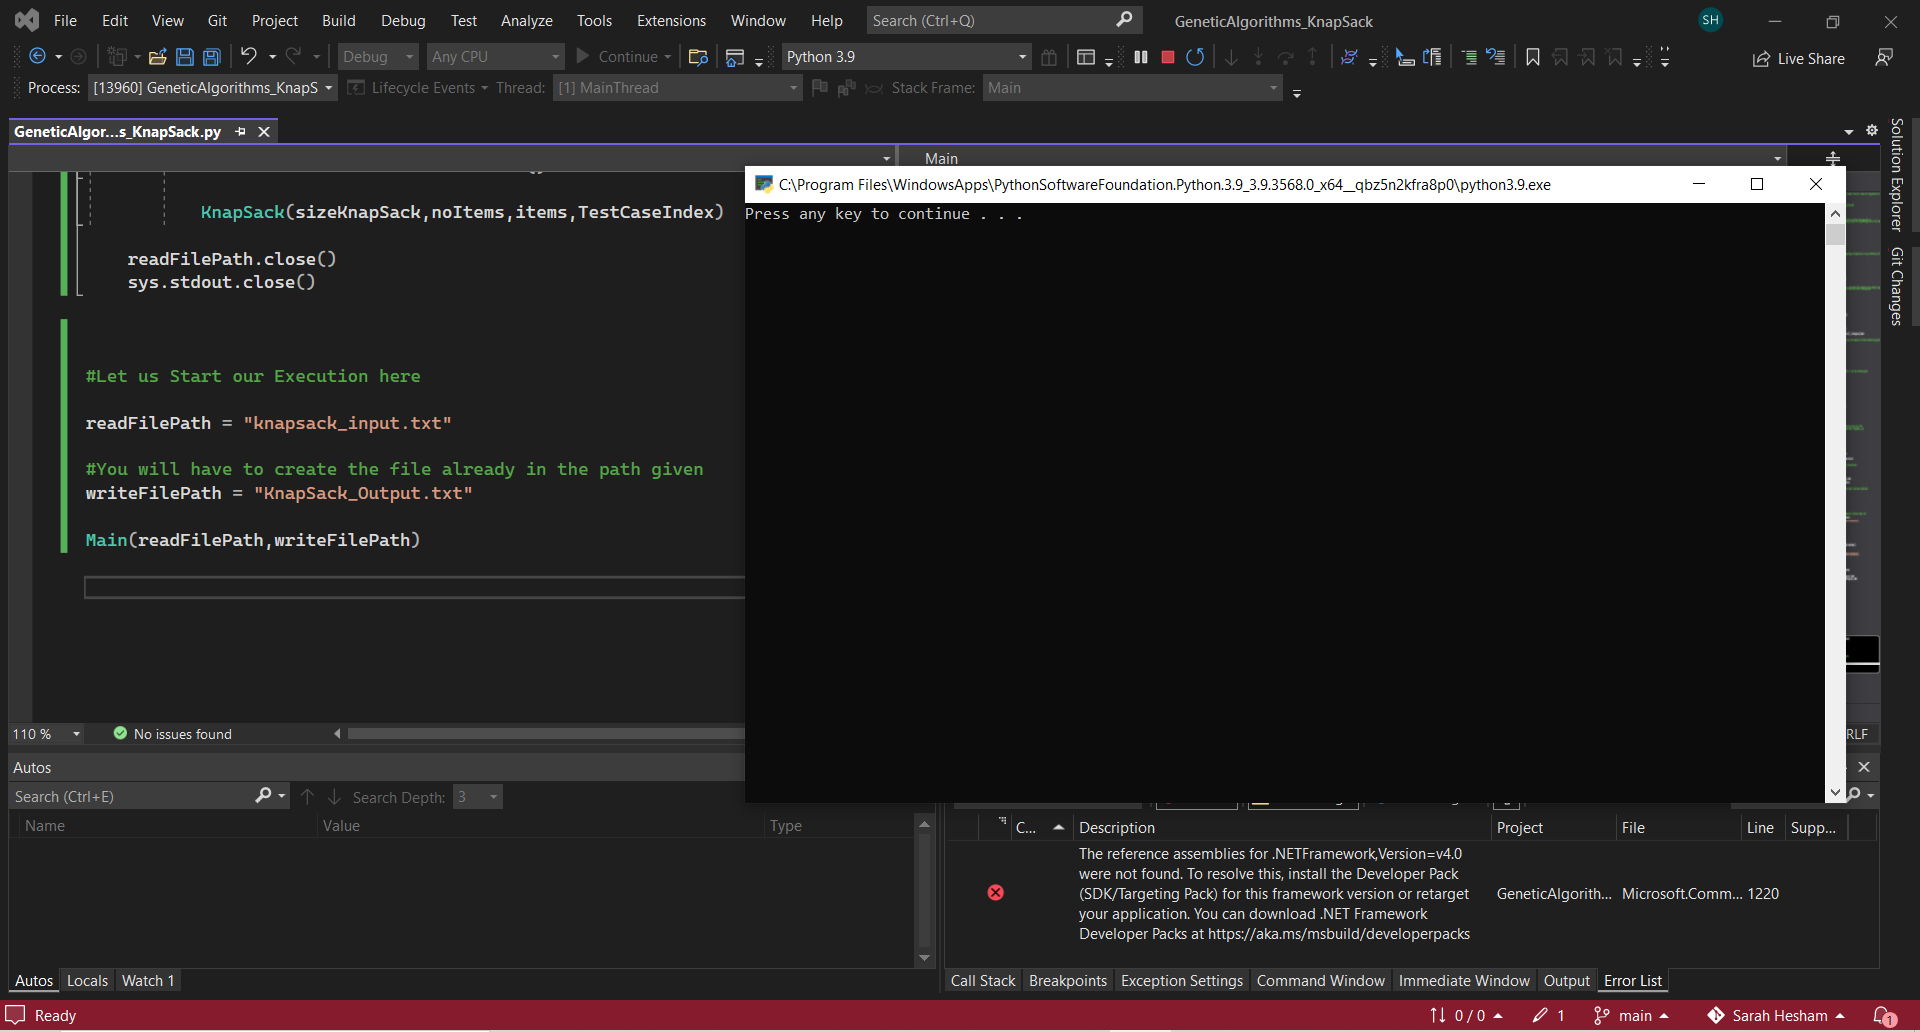 File Edit View Git Project Build Debug Test Analyze Tools Extensions Window Help Search (Ctrl+Q) GeneticAlgorithms_KnapSack SH
Debug Any CPU Continue Python 3.9 Live Share
Process: [13960] GeneticAlgorithms_KnapS Lifecycle Events Thread: [1] MainThread Stack Frame: Main
GeneticAlgor...s_KnapSack.py
Main
C:\Program Files\WindowsApps\PythonSoftwareFoundation.Python.3.9_3.9.3568.0_x64__qbz5n2kfra8p0\python3.9.exe
Press any key to continue . . .
KnapSack(sizeKnapSack,noItems,items,TestCaseIndex)
readFilePath.close()
sys.stdout.close()
#Let us Start our Execution here
readFilePath = "knapsack_input.txt"
#You will have to create the file already in the path given
writeFilePath = "KnapSack_Output.txt"
Main(readFilePath,writeFilePath)
Solution Explorer
Git Changes
110 % No issues found
RLF
Autos
Search (Ctrl+E) Search Depth: 3
Name Value Type
Autos Locals Watch 1
C... Description Project File Line Supp...
The reference assemblies for .NETFramework,Version=v4.0
were not found. To resolve this, install the Developer Pack
(SDK/Targeting Pack) for this framework version or retarget
your application. You can download .NET Framework
Developer Packs at https://aka.ms/msbuild/developerpacks
GeneticAlgorith... Microsoft.Comm... 1220
Call Stack Breakpoints Exception Settings Command Window Immediate Window Output Error List
Ready 0 / 0 1 main Sarah Hesham 1